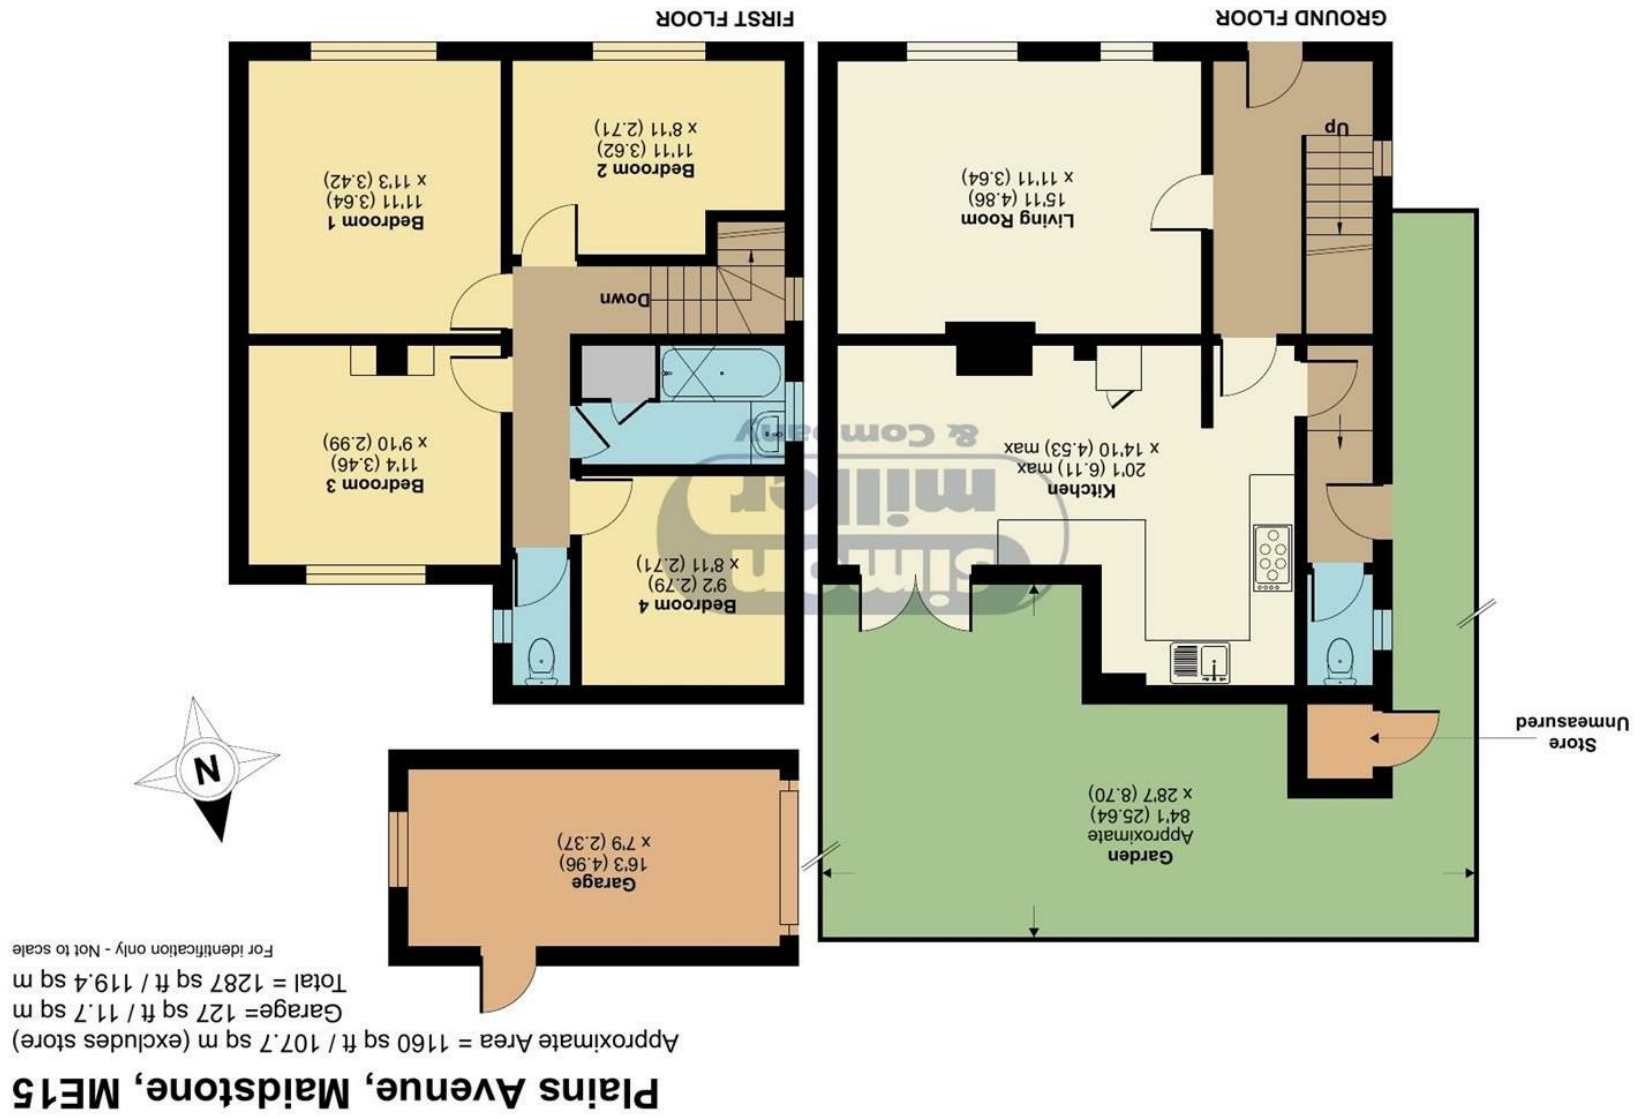 Plains Avenue, Maidstone, ME15
Approximate Area = 1160 sq ft / 107.7 sq m (excludes store)
Garage= 127 sq ft / 11.7 sq m
Total = 1287 sq ft / 119.4 sq m
For identification only - Not to scale
Garden
Approximate
84'1 (25.64)
x 28'7 (8.70)
Garage
16'3 (4.96)
x 7'9 (2.37)
N
Store
Unmeasured
Kitchen
20'1 (6.11) max
x 14'10 (4.53) max
Living Room
15'11 (4.86)
x 11'11 (3.64)
Up
GROUND FLOOR
Bedroom 4
9'2 (2.79)
x 8'11 (2.71)
Bedroom 3
11'4 (3.46)
x 9'10 (2.99)
Down
Bedroom 2
11'11 (3.62)
x 8'11 (2.71)
Bedroom 1
11'11 (3.64)
x 11'3 (3.42)
FIRST FLOOR
simon
miller
& Company